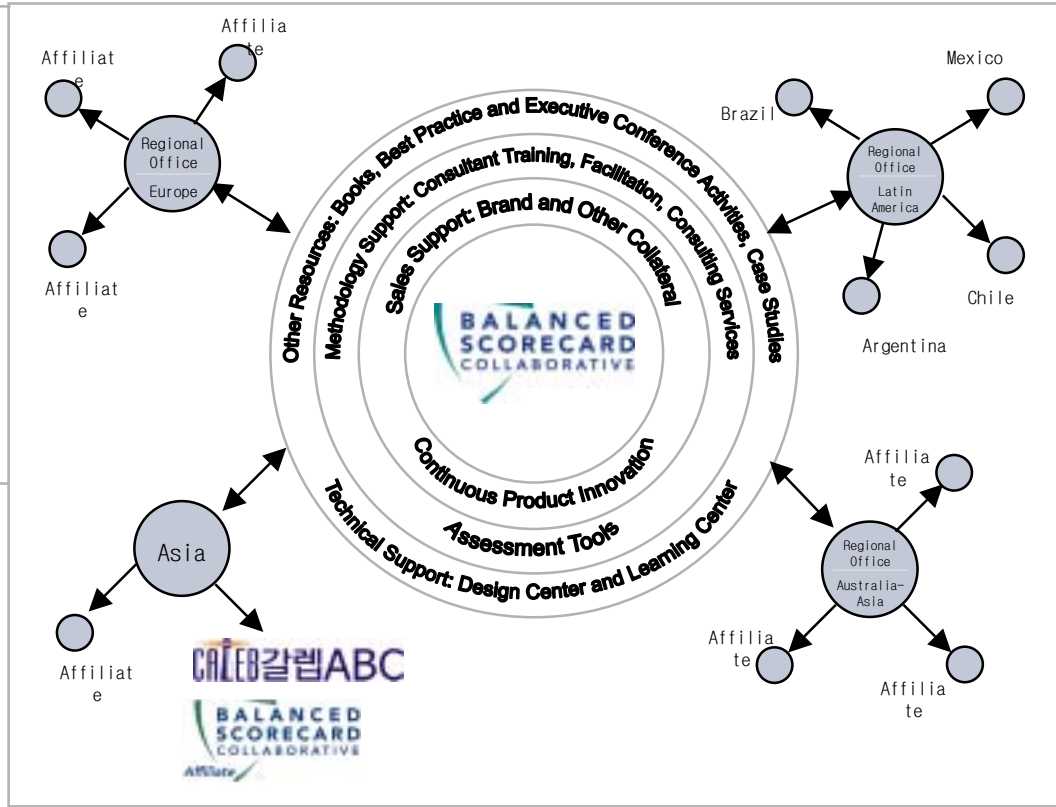 Affilia
te
Affiliat
e
Regional
Office
Europe
Affiliat
e
Mexico
Brazil
Regional
Office
Latin
America
Chile
Argentina
Other Resources: Books, Best Practice and Executive Conference Activities, Case Studies
Methodology Support: Consultant Training, Facilitation, Consulting Services
Sales Support: Brand and Other Collateral
BALANCED
SCORECARD
COLLABORATIVE
Continuous Product Innovation
Assessment Tools
Technical Support: Design Center and Learning Center
Asia
Affiliat
e
CALEB갈렙ABC
BALANCED
SCORECARD
COLLABORATIVE
Affiliate
Affilia
te
Regional
Office
Australia-
Asia
Affilia
te
Affilia
te